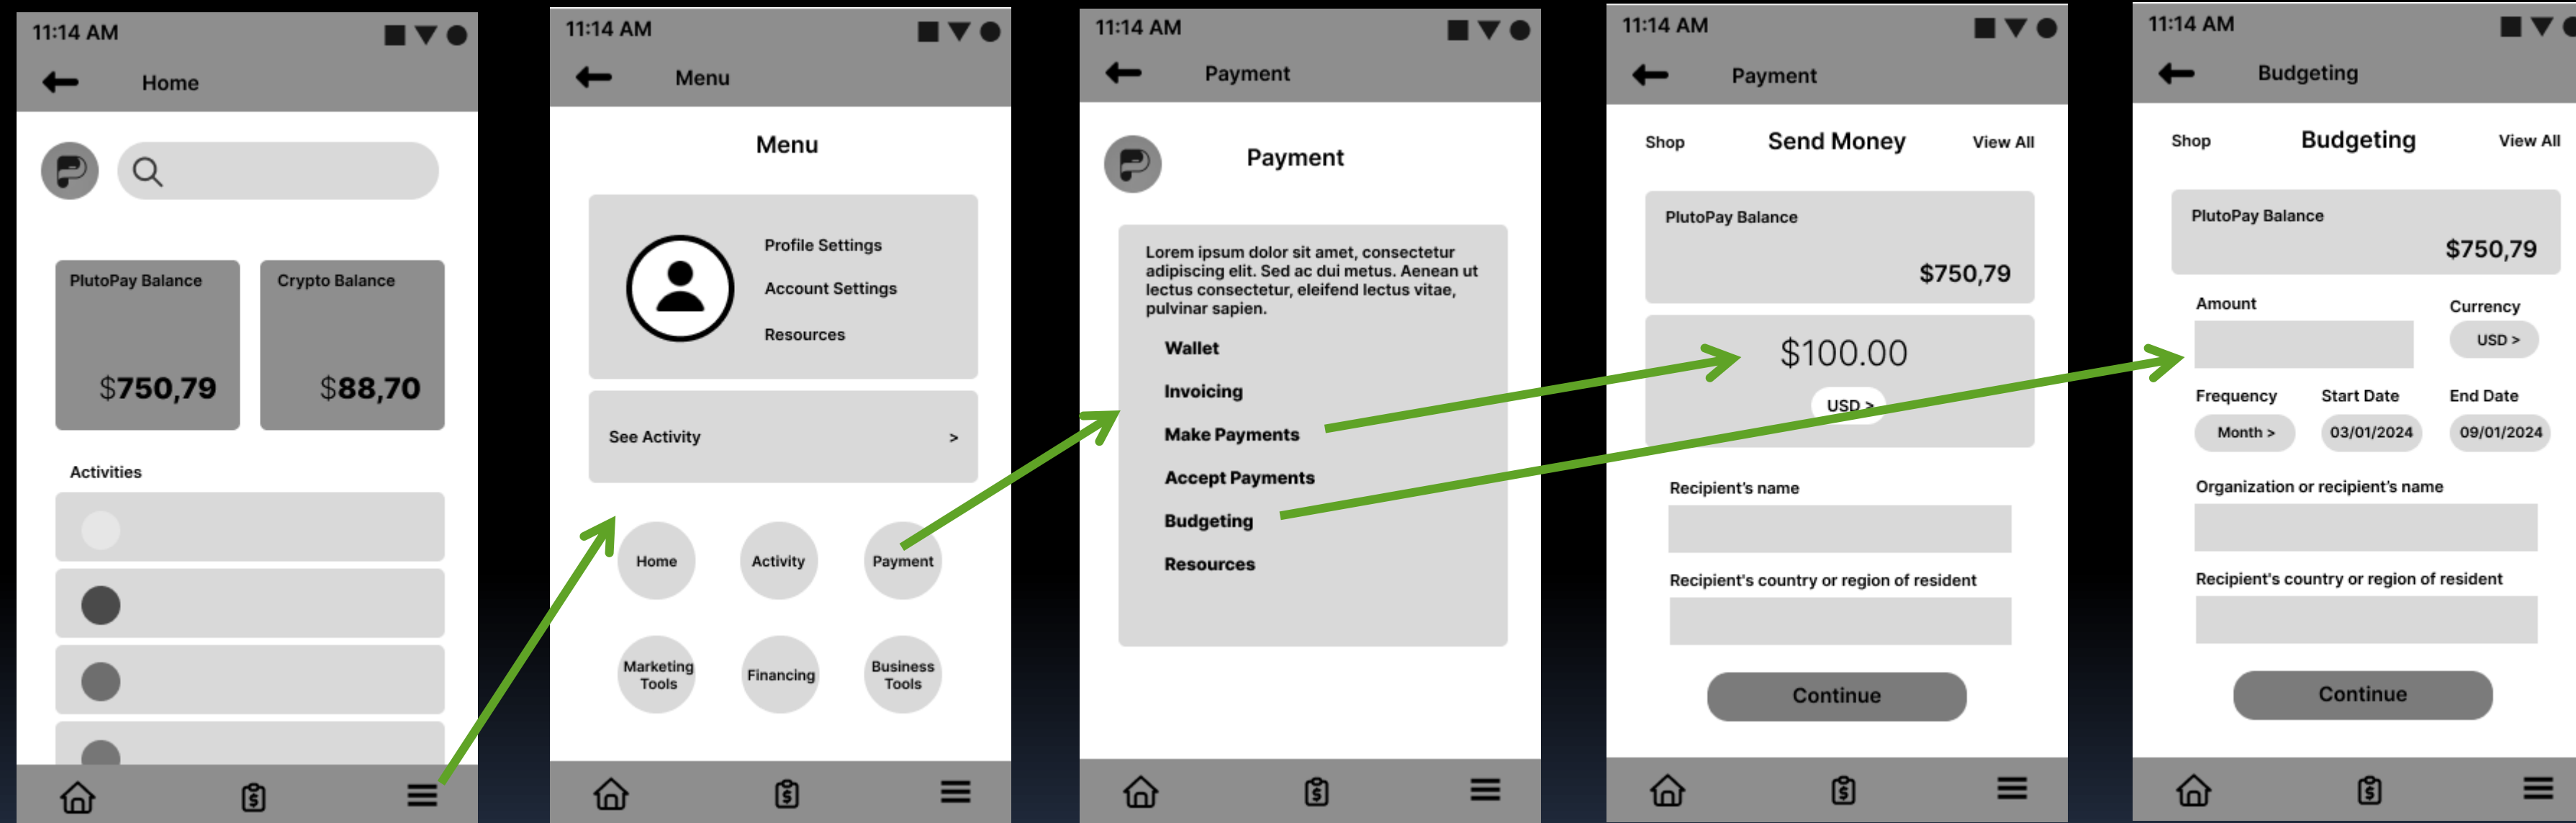 11:14 AM
Home
PlutoPay Balance
$750,79
Crypto Balance
$88,70
Activities
11:14 AM
Menu
Menu
Profile Settings
Account Settings
Resources
See Activity >
Home
Activity
Payment
Marketing
Tools
Financing
Business
Tools
11:14 AM
Payment
Payment
Lorem ipsum dolor sit amet, consectetur
adipiscing elit. Sed ac dui metus. Aenean ut
lectus consectetur, eleifend lectus vitae,
pulvinar sapien.
Wallet
Invoicing
Make Payments
Accept Payments
Budgeting
Resources
11:14 AM
Payment
Shop
Send Money
View All
PlutoPay Balance
$750,79
$100.00
USD >
Recipient's name
Recipient's country or region of resident
Continue
11:14 AM
Budgeting
Shop
Budgeting
View All
PlutoPay Balance
$750,79
Amount
Currency
USD >
Frequency
Start Date
End Date
Month >
03/01/2024
09/01/2024
Organization or recipient's name
Recipient's country or region of resident
Continue